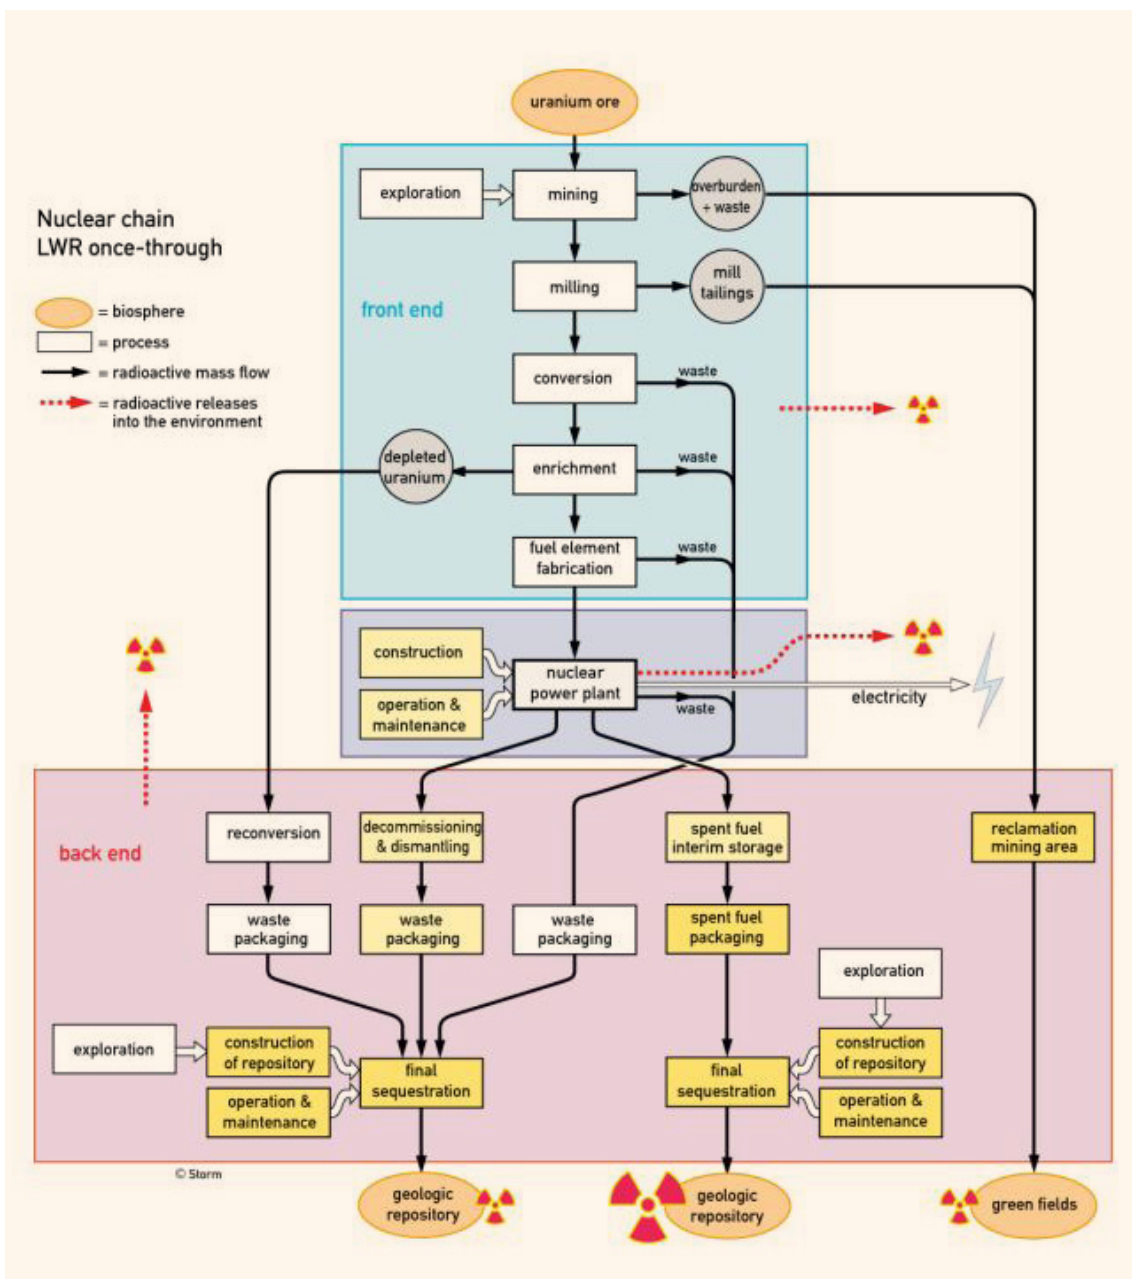 uranium ore
exploration
mining
overburden
+ waste
Nuclear chain
LWR once-through
milling
mill
tailings
front end
= biosphere
= process
= radioactive mass flow
= radioactive releases
into the environment
conversion
waste
depleted
uranium
enrichment
waste
fuel element
fabrication
waste
construction
nuclear
power plant
operation &
maintenance
waste
electricity
back end
reconversion
decommissioning
& dismantling
spent fuel
interim storage
reclamation
mining area
waste
packaging
waste
packaging
waste
packaging
spent fuel
packaging
exploration
exploration
construction
of repository
final
sequestration
final
sequestration
construction
of repository
operation &
maintenance
operation &
maintenance
© Storm
geologic
repository
geologic
repository
green fields